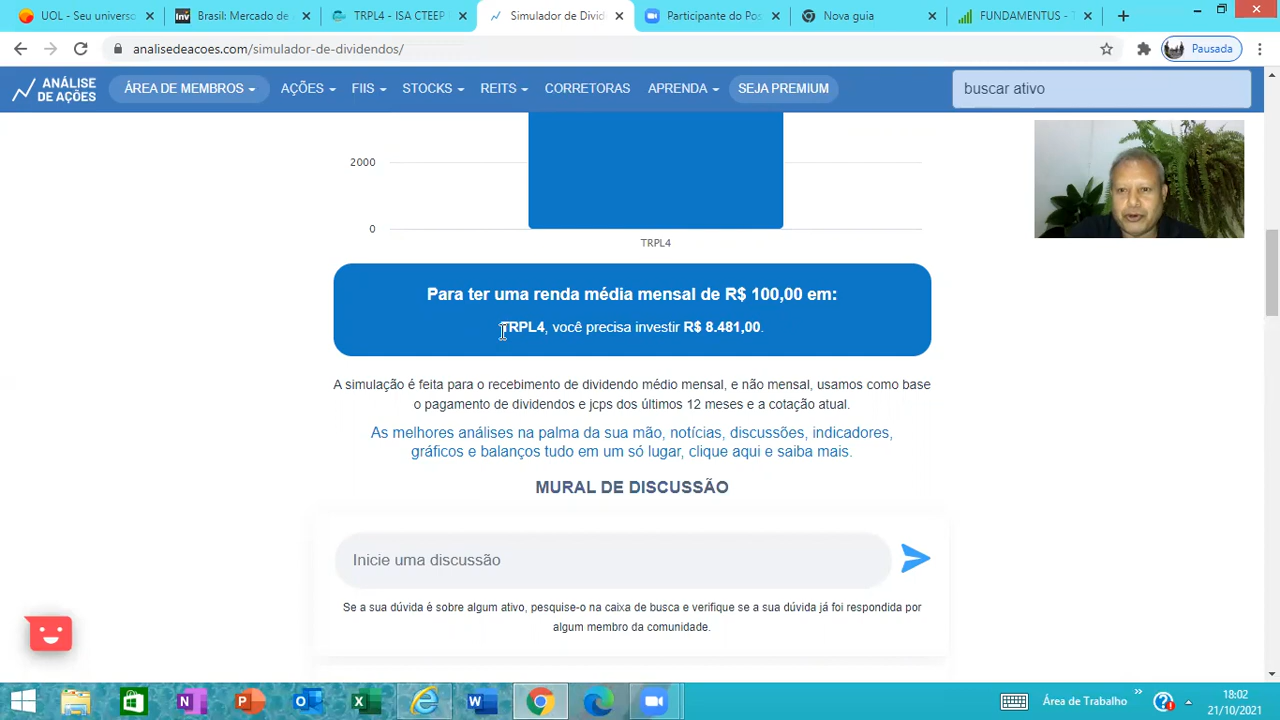 UOL - Seu universo
Brasil: Mercado de
TRPL4 - ISA CTEEP
Simulador de Divid
Participante do Pos
Nova guia
FUNDAMENTUS - T
analisedeacoes.com/simulador-de-dividendos/
Pausada
ANÁLISE
DE AÇÕES
ÁREA DE MEMBROS
AÇÕES
FIIS
STOCKS
REITS
CORRETORAS
APRENDA
SEJA PREMIUM
buscar ativo
2000
0
TRPL4
Para ter uma renda média mensal de R$ 100,00 em:
TRPL4, você precisa investir R$ 8.481,00.
A simulação é feita para o recebimento de dividendo médio mensal, e não mensal, usamos como base
o pagamento de dividendos e jcps dos últimos 12 meses e a cotação atual.
As melhores análises na palma da sua mão, notícias, discussões, indicadores,
gráficos e balanços tudo em um só lugar, clique aqui e saiba mais.
MURAL DE DISCUSSÃO
Inicie uma discussão
Se a sua dúvida é sobre algum ativo, pesquise-o na caixa de busca e verifique se a sua dúvida já foi respondida por
algum membro da comunidade.
Área de Trabalho
18:02
21/10/2021